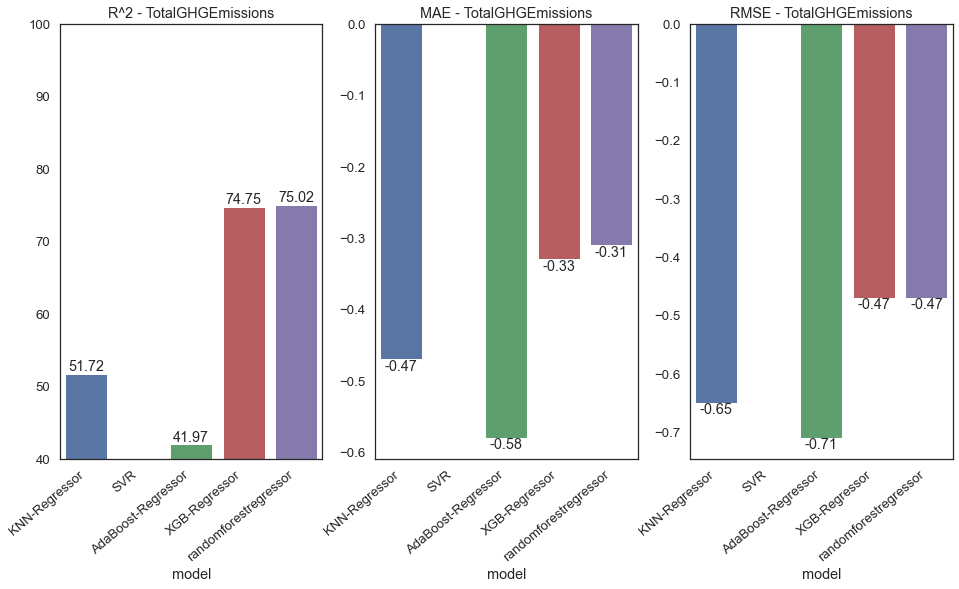 R^2 - TotalGHGEmissions
100
90
80
70
60
50
40
51.72
41.97
74.75
75.02
KNN-Regressor
SVR
AdaBoost-Regressor
XGB-Regressor
randomforestregressor
model
MAE - TotalGHGEmissions
0.0
−0.1
−0.2
−0.3
−0.4
−0.5
−0.6
-0.47
-0.58
-0.33
-0.31
KNN-Regressor
SVR
AdaBoost-Regressor
XGB-Regressor
randomforestregressor
model
RMSE - TotalGHGEmissions
0.0
−0.1
−0.2
−0.3
−0.4
−0.5
−0.6
−0.7
-0.65
-0.71
-0.47
-0.47
KNN-Regressor
SVR
AdaBoost-Regressor
XGB-Regressor
randomforestregressor
model